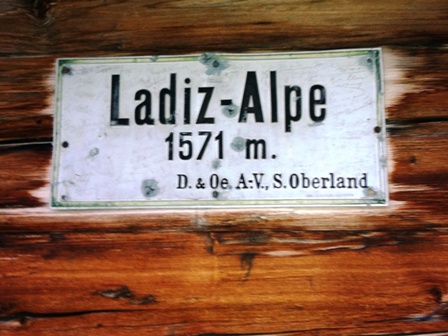 Ladiz-Alpe
1571 m.
D. & Oe. A.-V., S. Oberland